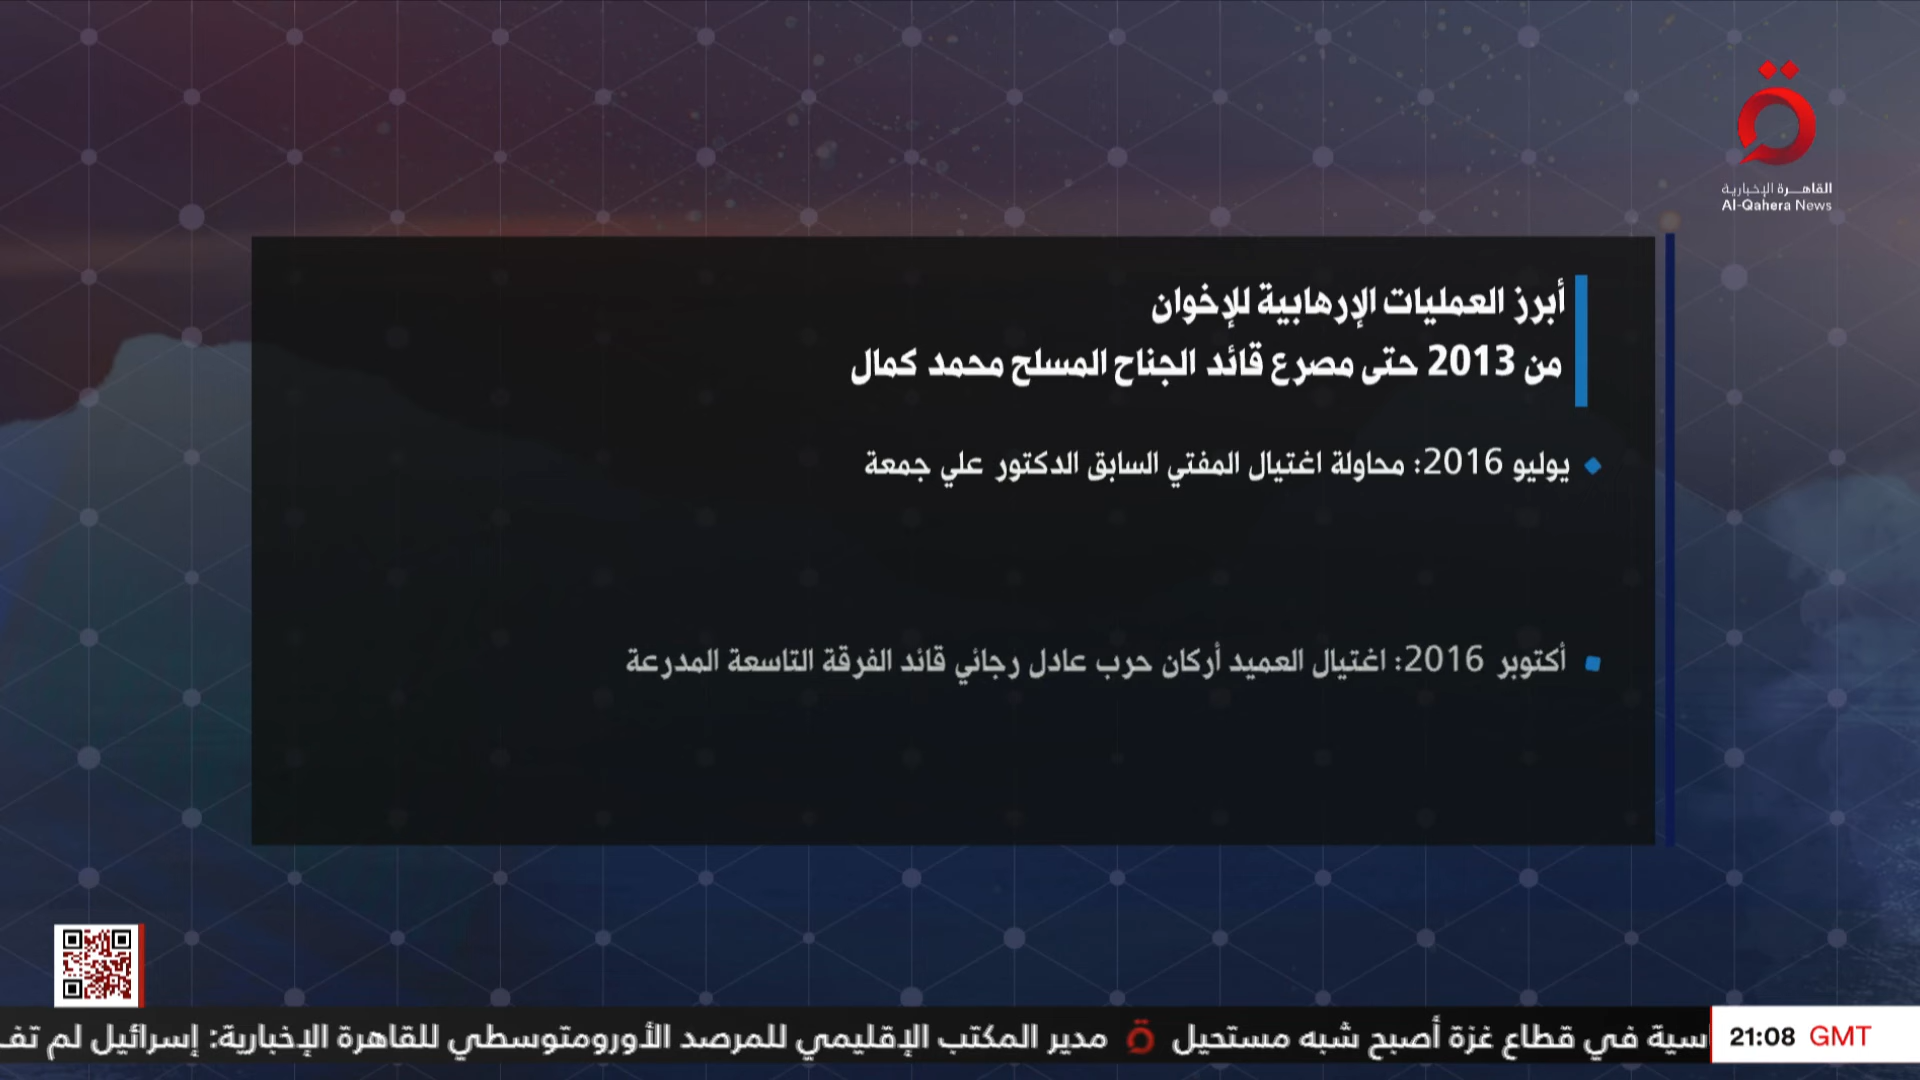 القاهـــرة الإخبارية
Al-Qahera News
أبرز العمليات الإرهابية للإخوان
من 2013 حتى مصرع قائد الجناح المسلح محمد كمال
يوليو 2016: محاولة اغتيال المفتي السابق الدكتور علي جمعة
أكتوبر 2016: اغتيال العميد أركان حرب عادل رجائي قائد الفرقة التاسعة المدرعة
في قطاع غزة أصبح شبه مستحيل مدير المكتب الإقليمي للمرصد الأورومتوسطي للقاهرة الإخبارية: إسرائيل لم
21:08 GMT